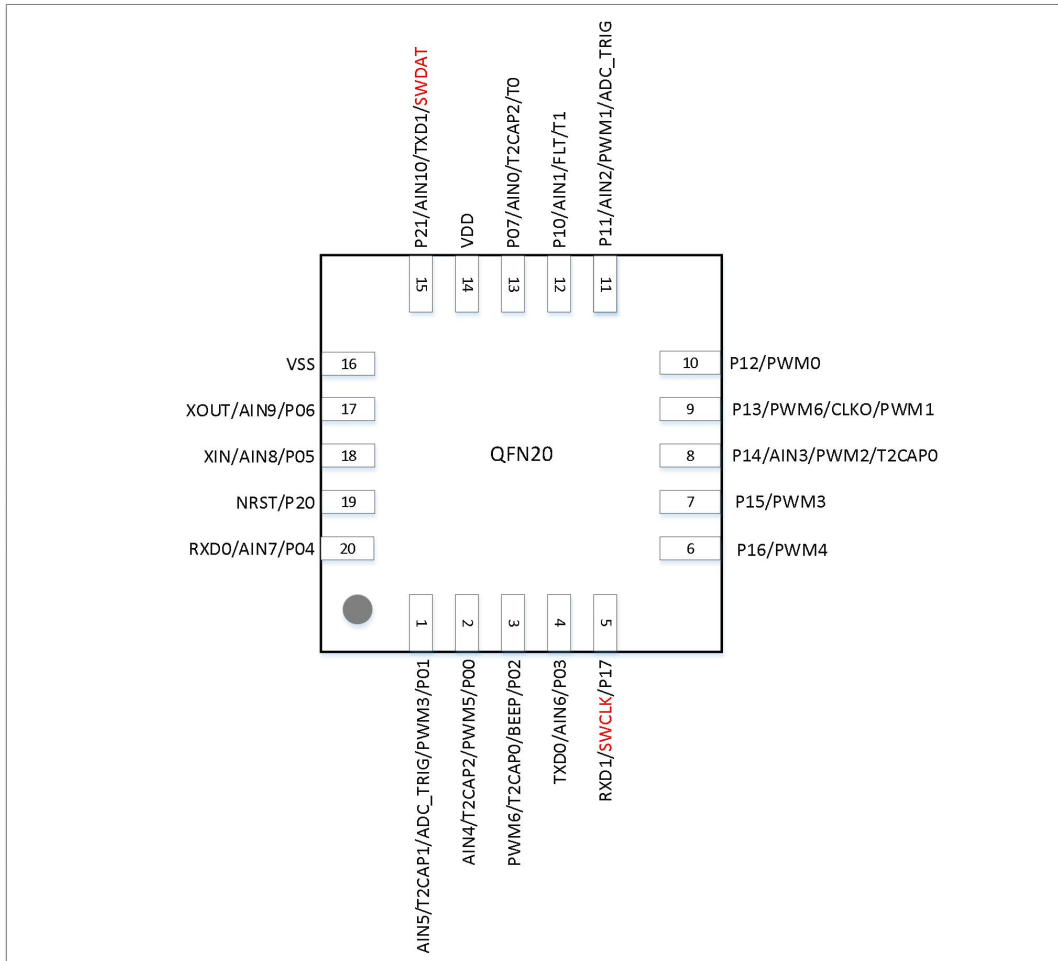 P21/AIN10/TXD1/SWDAT
VDD
P07/AIN0/T2CAP2/T0
P10/AIN1/FLT/T1
P11/AIN2/PWM1/ADC_TRIG
15
14
13
12
11
VSS
16
10
P12/PWM0
XOUT/AIN9/P06
17
9
P13/PWM6/CLKO/PWM1
XIN/AIN8/P05
18
QFN20
8
P14/AIN3/PWM2/T2CAP0
NRST/P20
19
7
P15/PWM3
RXD0/AIN7/P04
20
6
P16/PWM4
1
2
3
4
5
AIN5/T2CAP1/ADC_TRIG/PWM3/P01
AIN4/T2CAP2/PWM5/P00
PWM6/T2CAP0/BEEP/P02
TXD0/AIN6/P03
RXD1/SWCLK/P17